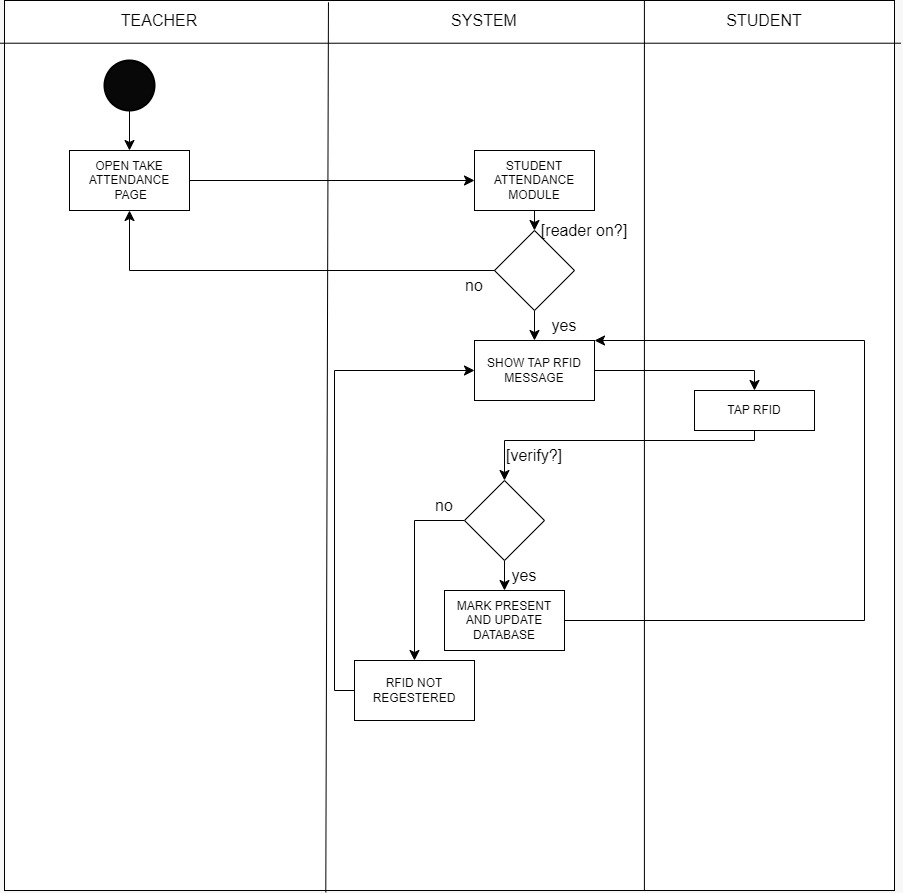 TEACHER
SYSTEM
STUDENT
OPEN TAKE
ATTENDANCE
PAGE
STUDENT
ATTENDANCE
MODULE
[reader on?]
no
yes
SHOW TAP RFID
MESSAGE
TAP RFID
[verify?]
no
yes
MARK PRESENT
AND UPDATE
DATABASE
RFID NOT
REGESTERED